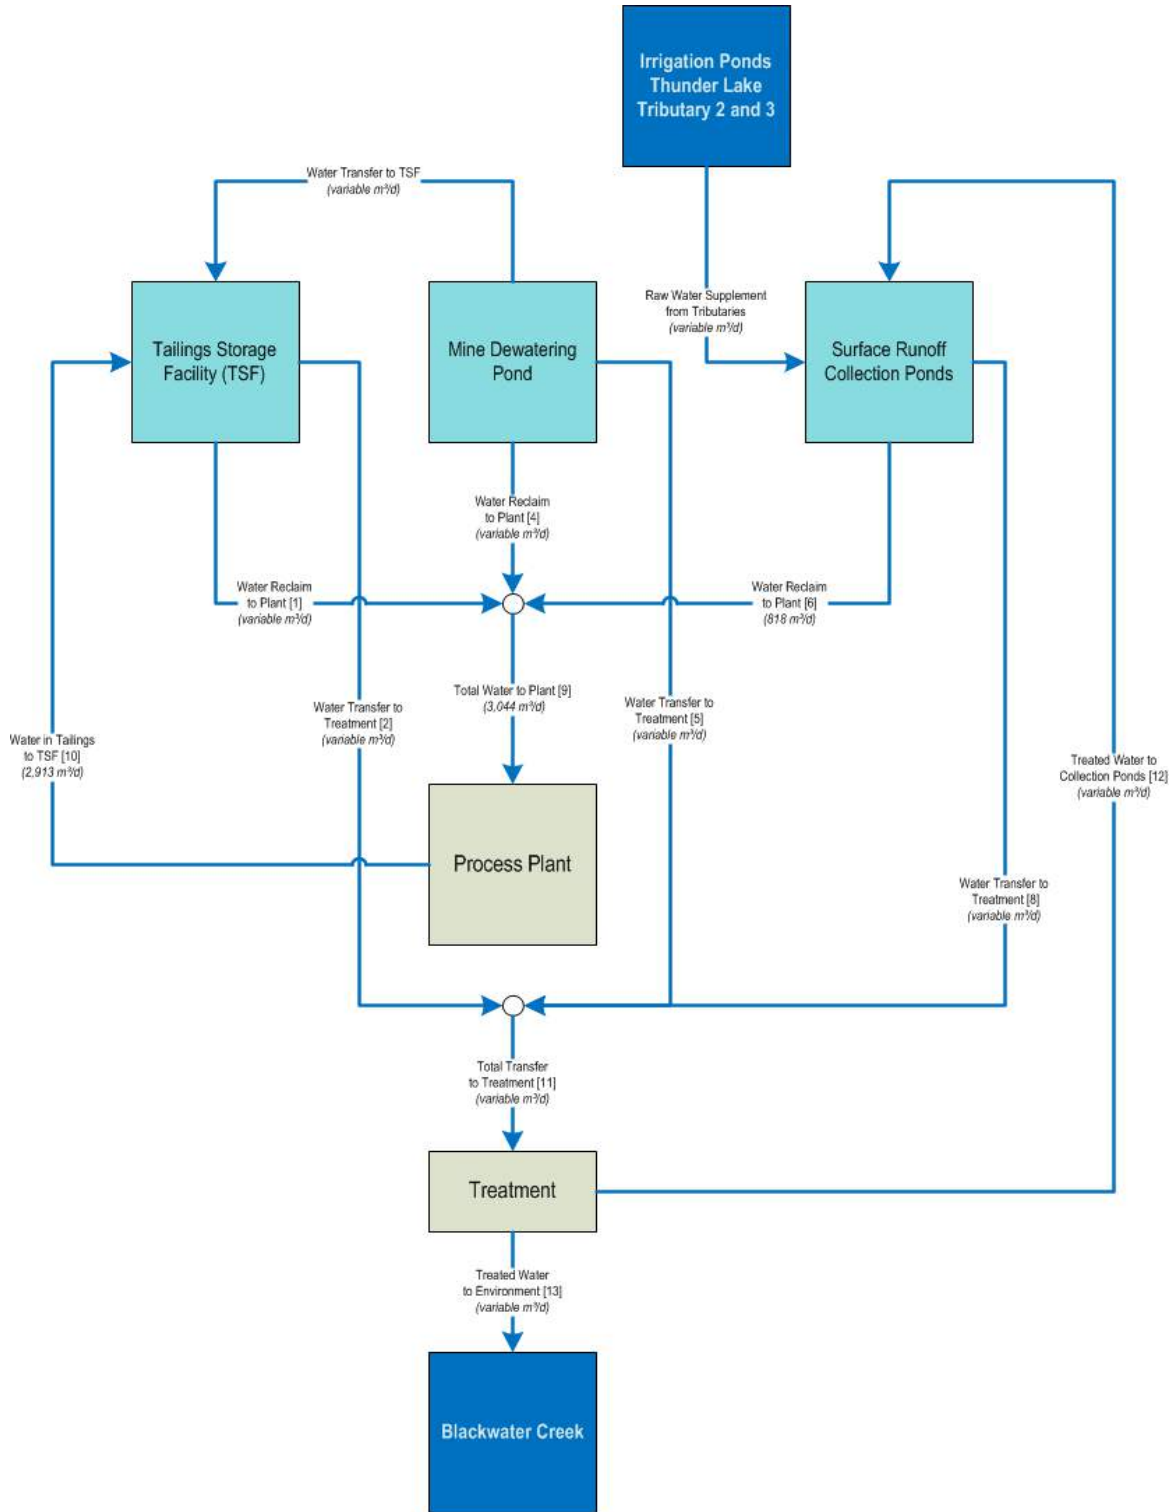 Irrigation Ponds
Thunder Lake
Tributary 2 and 3
Water Transfer to TSF
(variable m³/d)
Raw Water Supplement
from Tributaries
(variable m³/d)
Tailings Storage
Facility (TSF)
Mine Dewatering
Pond
Surface Runoff
Collection Ponds
Water Reclaim
to Plant [4]
(variable m³/d)
Water Reclaim
to Plant [1]
(variable m³/d)
Water Reclaim
to Plant [6]
(818 m³/d)
Total Water to Plant [9]
(3,044 m³/d)
Water Transfer to
Treatment [2]
(variable m³/d)
Water Transfer to
Treatment [5]
(variable m³/d)
Water in Tailings
to TSF [10]
(2,913 m³/d)
Treated Water to
Collection Ponds [12]
(variable m³/d)
Process Plant
Water Transfer to
Treatment [8]
(variable m³/d)
Total Transfer
to Treatment [11]
(variable m³/d)
Treatment
Treated Water
to Environment [13]
(variable m³/d)
Blackwater Creek